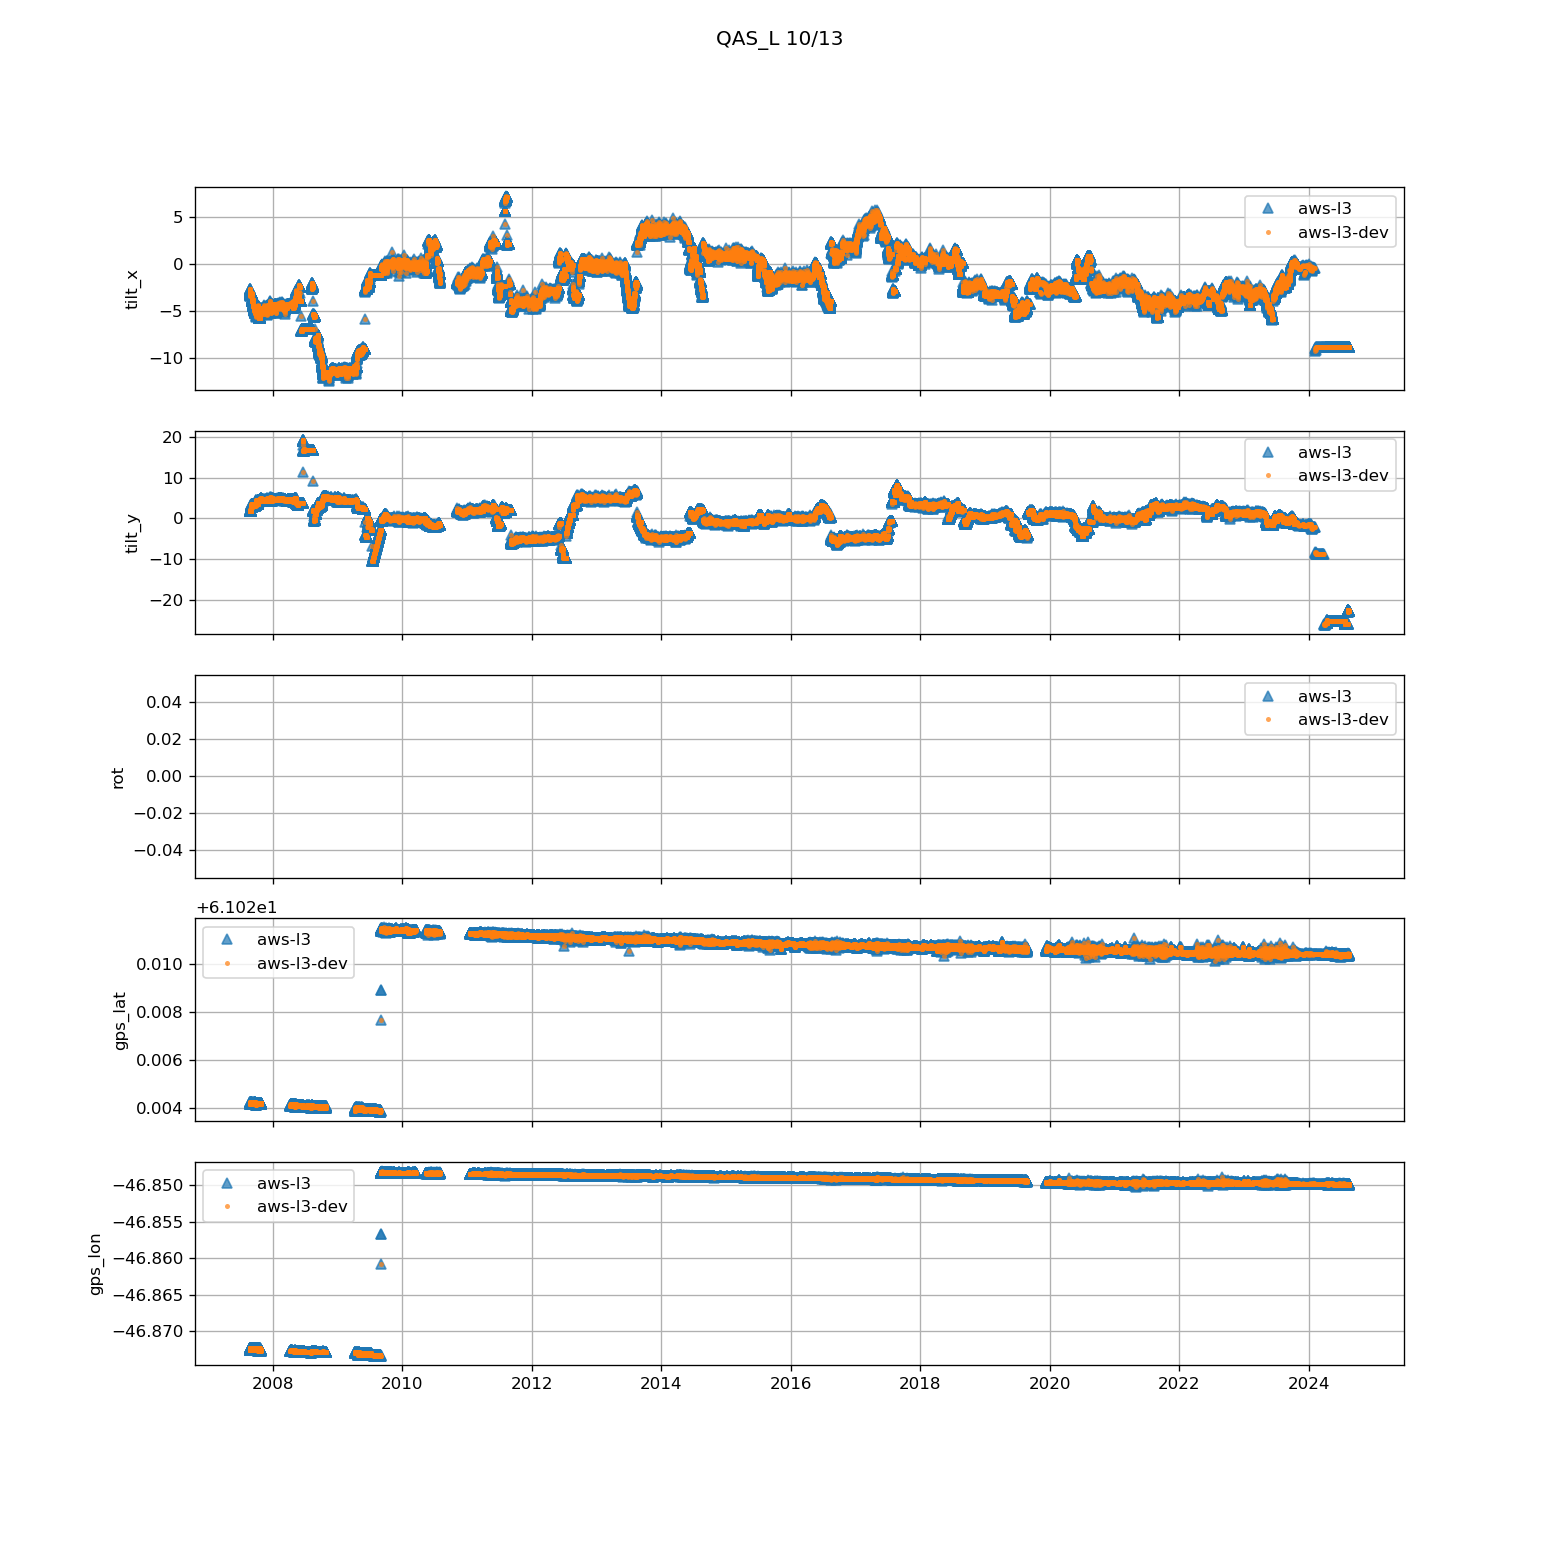 QAS_L 10/13
tilt_x
5
0
−5
−10
aws-l3
aws-l3-dev
tilt_y
20
10
0
−10
−20
aws-l3
aws-l3-dev
rot
0.04
0.02
0.00
−0.02
−0.04
aws-l3
aws-l3-dev
+6.102e1
gps_lat
0.010
0.008
0.006
0.004
aws-l3
aws-l3-dev
gps_lon
−46.850
−46.855
−46.860
−46.865
−46.870
aws-l3
aws-l3-dev
2008 2010 2012 2014 2016 2018 2020 2022 2024